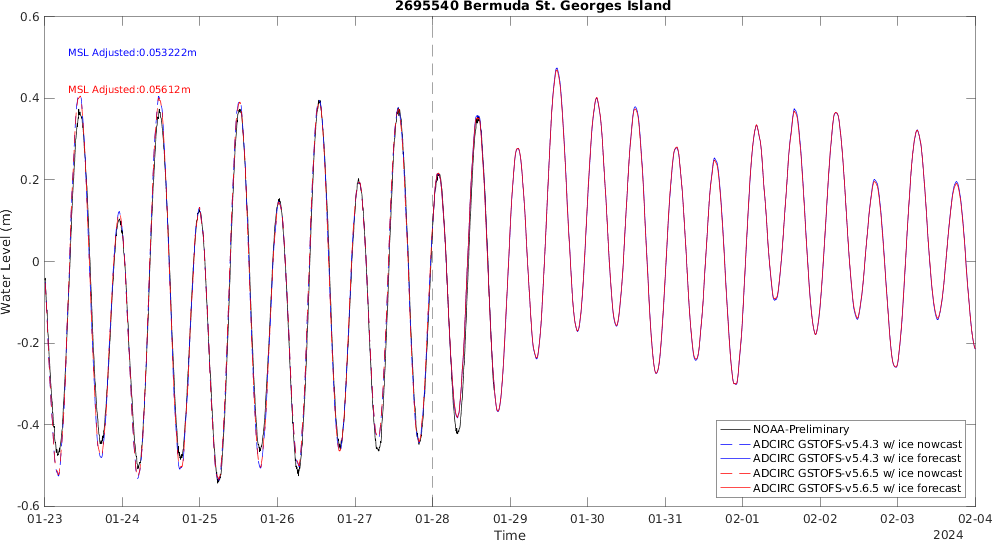 2695540 Bermuda St. Georges Island
0.6
MSL Adjusted:0.053222m
MSL Adjusted:0.05612m
0.4
0.2
0
-0.2
-0.4
-0.6
Water Level (m)
NOAA-Preliminary
ADCIRC GSTOFS-v5.4.3 w/ ice nowcast
ADCIRC GSTOFS-v5.4.3 w/ ice forecast
ADCIRC GSTOFS-v5.6.5 w/ ice nowcast
ADCIRC GSTOFS-v5.6.5 w/ ice forecast
01-23 01-24 01-25 01-26 01-27 01-28 01-29 01-30 01-31 02-01 02-02 02-03 02-04
Time
2024